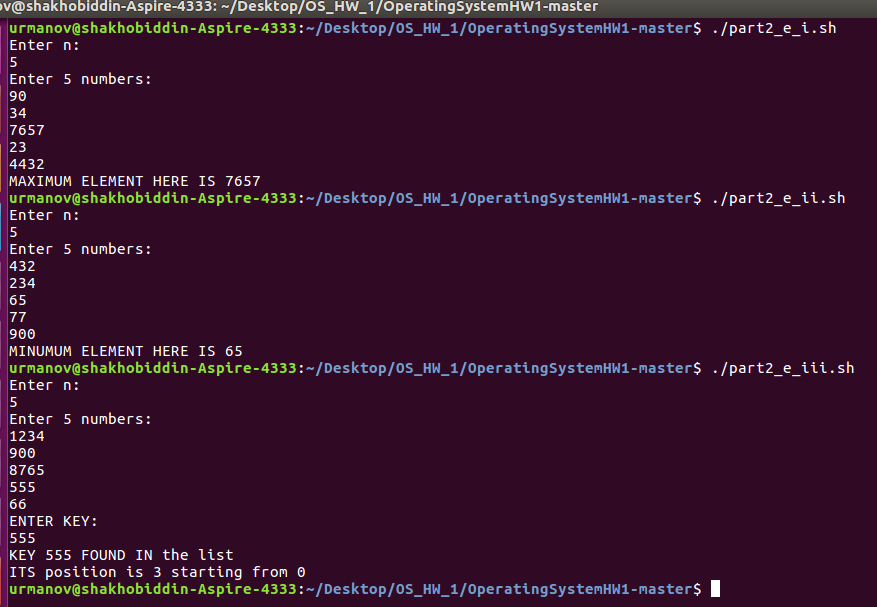 ov@shakhobiddin-Aspire-4333: ~/Desktop/OS_HW_1/OperatingSystemHW1-master
urmanov@shakhobiddin-Aspire-4333:~/Desktop/OS_HW_1/OperatingSystemHW1-master$ ./part2_e_i.sh
Enter n:
5
Enter 5 numbers:
90
34
7657
23
4432
MAXIMUM ELEMENT HERE IS 7657
urmanov@shakhobiddin-Aspire-4333:~/Desktop/OS_HW_1/OperatingSystemHW1-master$ ./part2_e_ii.sh
Enter n:
5
Enter 5 numbers:
432
234
65
77
900
MINUMUM ELEMENT HERE IS 65
urmanov@shakhobiddin-Aspire-4333:~/Desktop/OS_HW_1/OperatingSystemHW1-master$ ./part2_e_iii.sh
Enter n:
5
Enter 5 numbers:
1234
900
8765
555
66
ENTER KEY:
555
KEY 555 FOUND IN the list
ITS position is 3 starting from 0
urmanov@shakhobiddin-Aspire-4333:~/Desktop/OS_HW_1/OperatingSystemHW1-master$